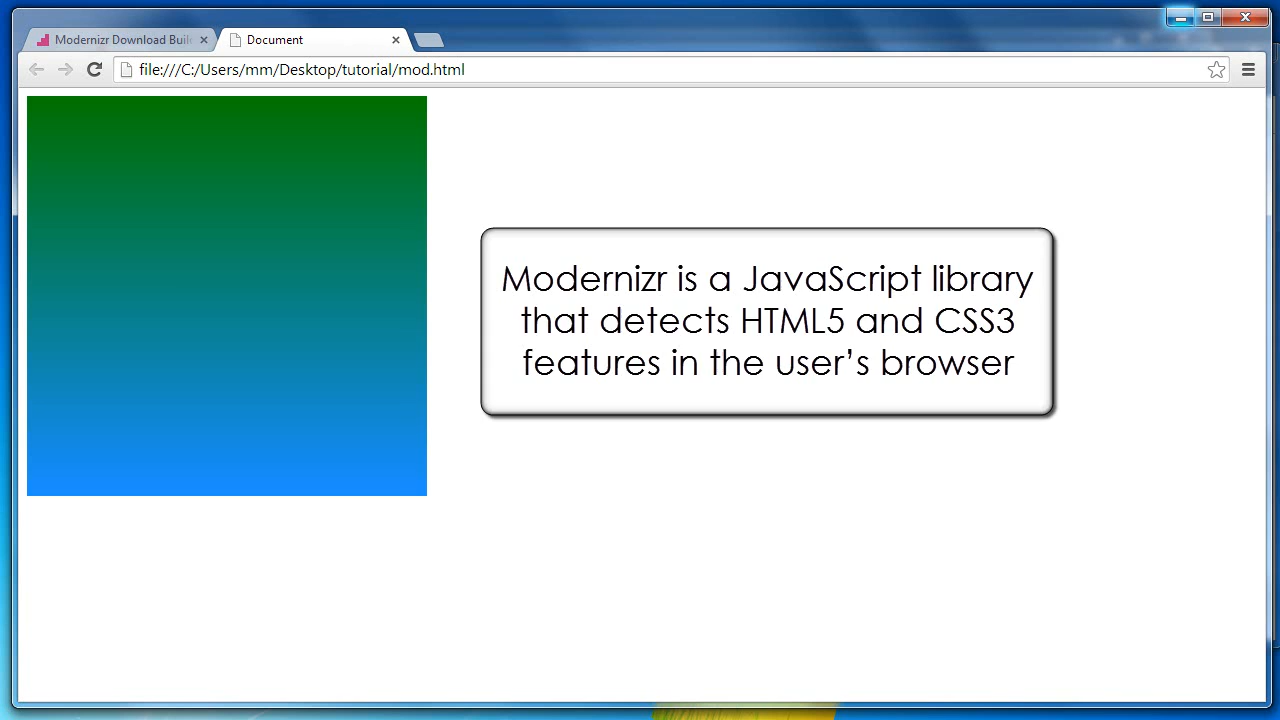 Modernizr Download Buil
Document
file:///C:/Users/mm/Desktop/tutorial/mod.html
Modernizr is a JavaScript library
that detects HTML5 and CSS3
features in the user’s browser